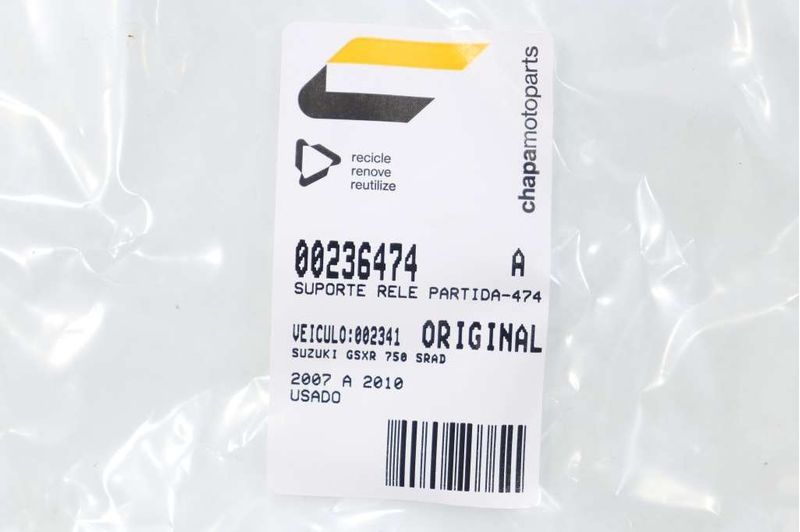 chapamotoparts
recicle
renove
reutilize
00236474 A
SUPORTE RELE PARTIDA-474
VEICULO:002341 ORIGINAL
SUZUKI GSXR 750 SRAD
2007 A 2010
USADO